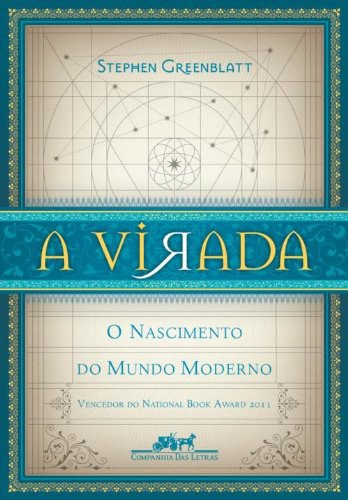 Stephen Greenblatt
A VIRADA
O Nascimento
do Mundo Moderno
Vencedor do National Book Award 2011
Companhia Das Letras